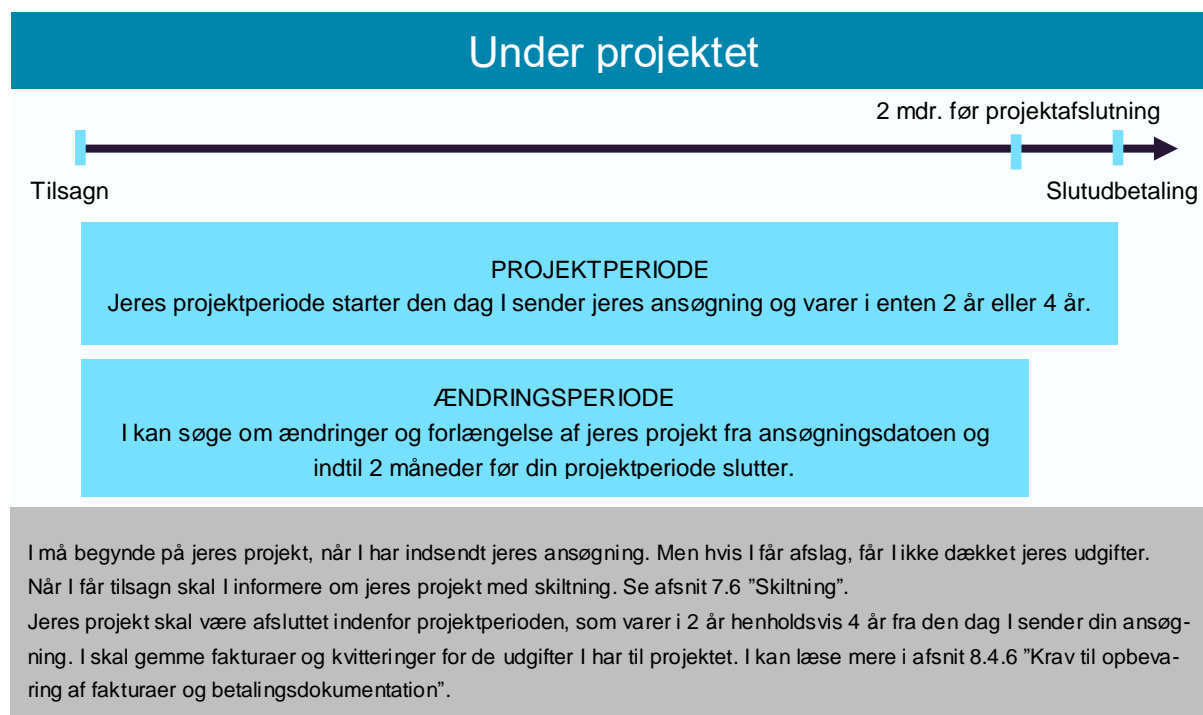 Under projektet
2 mdr. før projektafslutning
Tilsagn
Slutudbetaling
PROJEKTPERIODE
Jeres projektperiode starter den dag I sender jeres ansøgning og varer i enten 2 år eller 4 år.
ÆNDRINGSPERIODE
I kan søge om ændringer og forlængelse af jeres projekt fra ansøgningsdatoen og
indtil 2 måneder før din projektperiode slutter.
I må begynde på jeres projekt, når I har indsendt jeres ansøgning. Men hvis I får afslag, får I ikke dækket jeres udgifter.
Når I får tilsagn skal I informere om jeres projekt med skiltning. Se afsnit 7.6 ”Skiltning”.
Jeres projekt skal være afsluttet indenfor projektperioden, som varer i 2 år henholdsvis 4 år fra den dag I sender din ansøg-
ning. I skal gemme fakturaer og kvitteringer for de udgifter I har til projektet. I kan læse mere i afsnit 8.4.6 ”Krav til opbeva-
ring af fakturaer og betalingsdokumentation”.